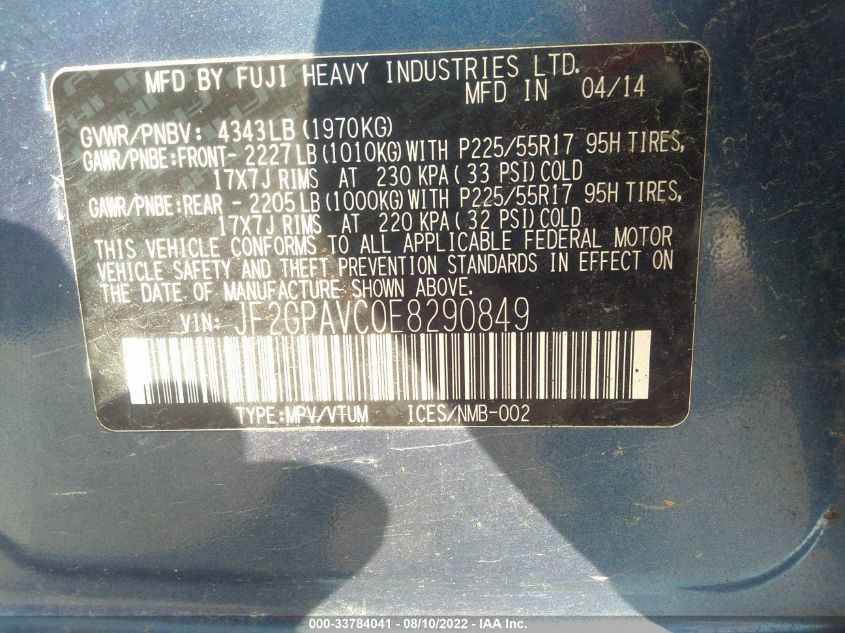 MFD BY FUJI HEAVY INDUSTRIES LTD.
MFD IN 04/14
GVWR/PNBV: 4343LB(1970KG)
GAWR/PNBE:FRONT- 2227LB(1010KG)WITH P225/55R17 95H TIRES,
17X7J RIMS AT 230 KPA(33 PSI)COLD
GAWR/PNBE:REAR - 2205LB(1000KG)WITH P225/55R17 95H TIRES,
17X7J RIMS AT 220 KPA(32 PSI)COLD
THIS VEHICLE CONFORMS TO ALL APPLICABLE FEDERAL MOTOR
VEHICLE SAFETY AND THEFT PREVENTION STANDARDS IN EFFECT ON
THE DATE OF MANUFACTURE SHOWN ABOVE.
VIN: JF2GPAVC0E8290849
TYPE:MPV/VTUM ICES/NMB-002
000-33784041 - 08/10/2022 - IAA Inc.